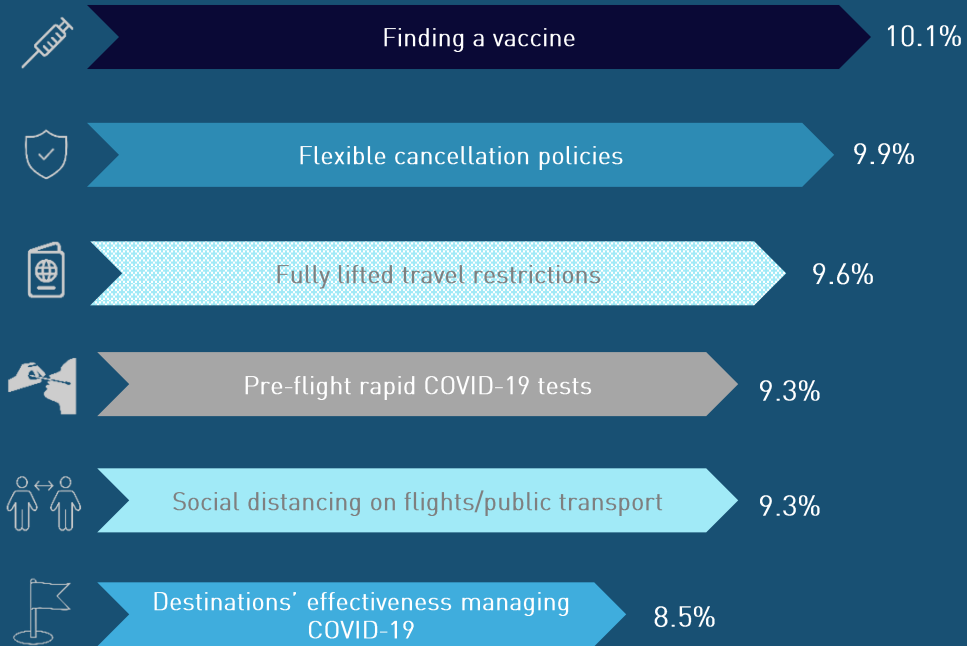 Finding a vaccine
10.1%
Flexible cancellation policies
9.9%
Fully lifted travel restrictions
9.6%
Pre-flight rapid COVID-19 tests
9.3%
Social distancing on flights/public transport
9.3%
Destinations’ effectiveness managing
COVID-19
8.5%